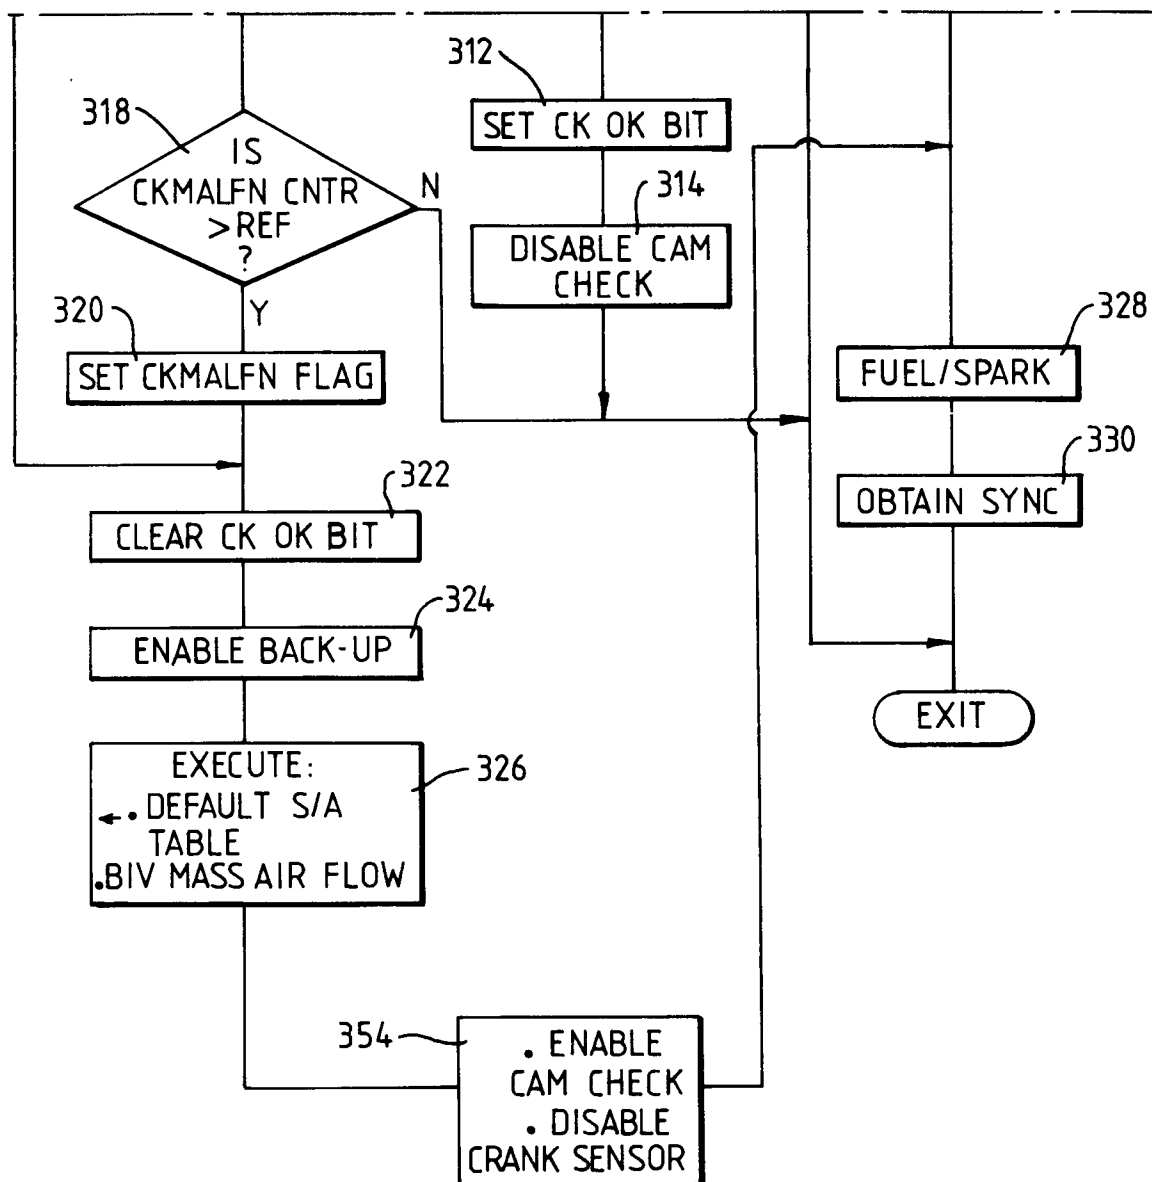 312
SET CK OK BIT
318
IS
CKMALFN CNTR
>REF
?
N
Y
314
DISABLE CAM
CHECK
320
SET CKMALFN FLAG
328
FUEL/SPARK
330
OBTAIN SYNC
322
CLEAR CK OK BIT
324
ENABLE BACK-UP
EXIT
326
EXECUTE:
. DEFAULT S/A
TABLE
.BIV MASS AIR FLOW
354
. ENABLE
CAM CHECK
. DISABLE
CRANK SENSOR